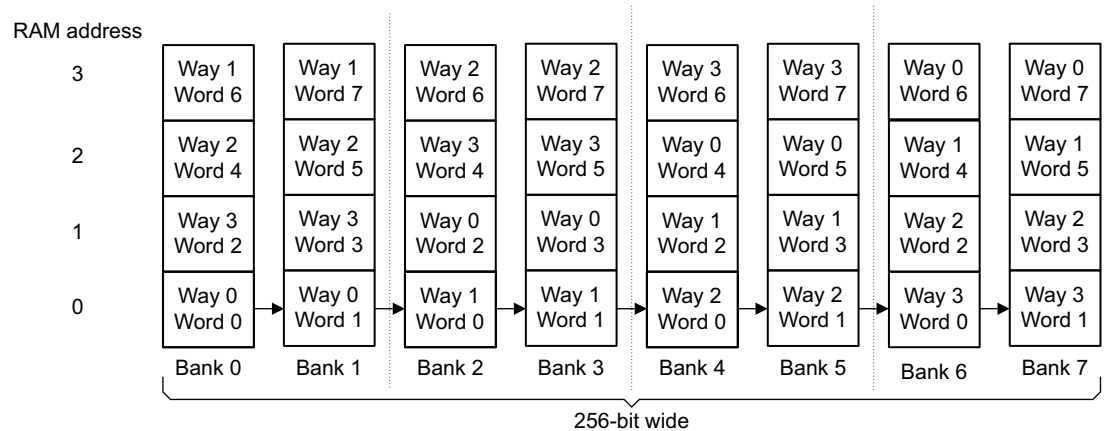 RAM address
3
Way 1 Way 1 Way 2 Way 2 Way 3 Way 3 Way 0 Way 0
Word 6 Word 7 Word 6 Word 7 Word 6 Word 7 Word 6 Word 7
2
Way 2 Way 2 Way 3 Way 3 Way 0 Way 0 Way 1 Way 1
Word 4 Word 5 Word 4 Word 5 Word 4 Word 5 Word 4 Word 5
1
Way 3 Way 3 Way 0 Way 0 Way 1 Way 1 Way 2 Way 2
Word 2 Word 3 Word 2 Word 3 Word 2 Word 3 Word 2 Word 3
0
Way 0 Way 0 Way 1 Way 1 Way 2 Way 2 Way 3 Way 3
Word 0 Word 1 Word 0 Word 1 Word 0 Word 1 Word 0 Word 1
Bank 0 Bank 1 Bank 2 Bank 3 Bank 4 Bank 5 Bank 6 Bank 7
256-bit wide